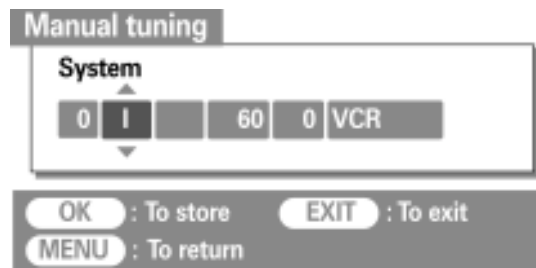 Manual tuning
System
0 I 60 0 VCR
OK : To store EXIT : To exit
MENU : To return